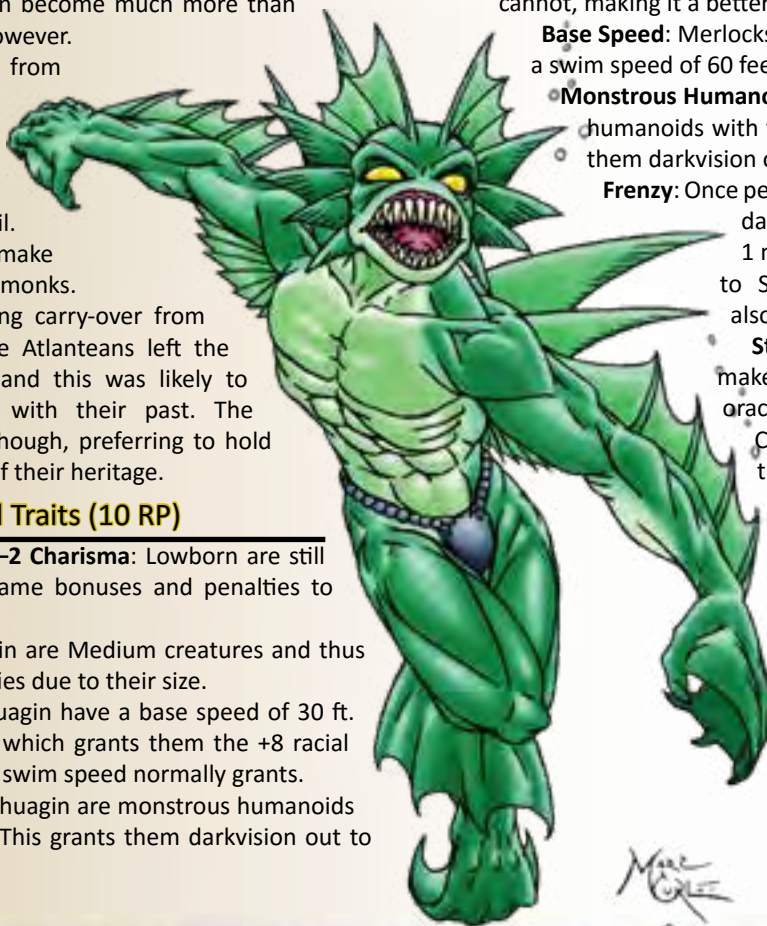 n become much more than
owever.
from
il.
make
monks.
ng carry-over from
e Atlanteans left the
and this was likely to
with their past. The
hough, preferring to hold
f their heritage.
l Traits (10 RP)
–2 Charisma: Lowborn are still
ame bonuses and penalties to
in are Medium creatures and thus
ies due to their size.
uagin have a base speed of 30 ft.
which grants them the +8 racial
swim speed normally grants.
huagin are monstrous humanoids
This grants them darkvision out to
cannot, making it a better
Base Speed: Merlocks
a swim speed of 60 fee
Monstrous Humano
humanoids with
them darkvision o
Frenzy: Once pe
da
1 r
to S
also
St
make
orac
C
t